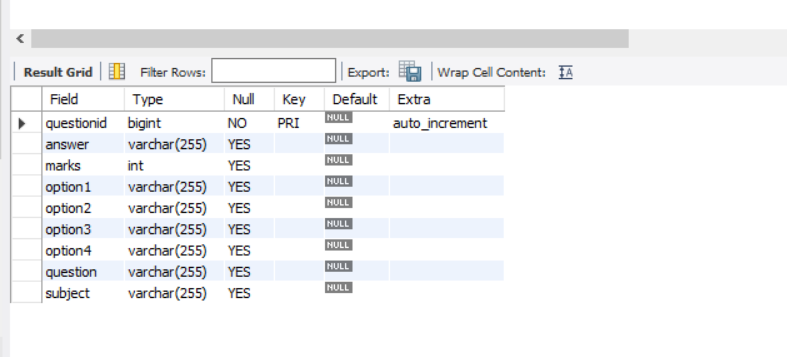 Result Grid Filter Rows: Export: Wrap Cell Content: IA
Field Type Null Key Default Extra
questionid bigint NO PRI NULL auto_increment
answer varchar(255) YES NULL
marks int YES NULL
option1 varchar(255) YES NULL
option2 varchar(255) YES NULL
option3 varchar(255) YES NULL
option4 varchar(255) YES NULL
question varchar(255) YES NULL
subject varchar(255) YES NULL